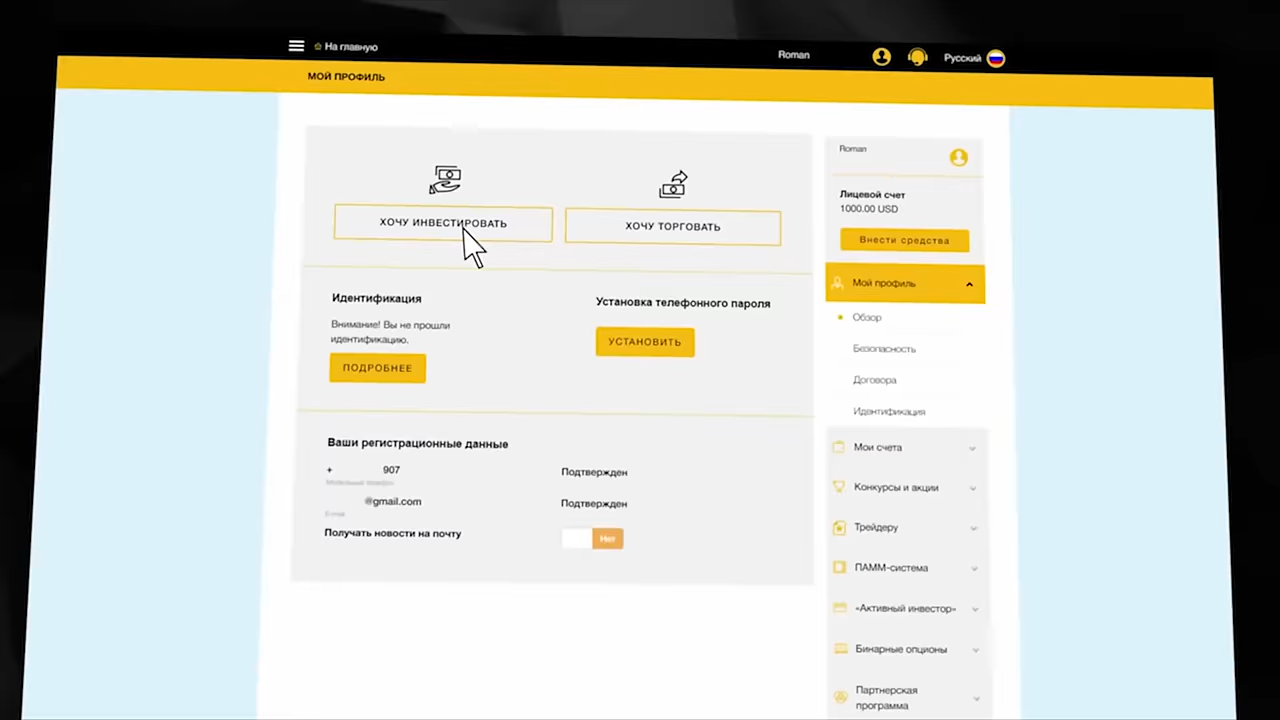 На главную
Roman
Русский
МОЙ ПРОФИЛЬ
ХОЧУ ИНВЕСТИРОВАТЬ
ХОЧУ ТОРГОВАТЬ
Идентификация
Внимание! Вы не прошли
идентификацию.
ПОДРОБНЕЕ
Установка телефонного пароля
УСТАНОВИТЬ
Ваши регистрационные данные
+ 907
Подтвержден
Мобильный телефон
@gmail.com
Подтвержден
E-mail
Получать новости на почту
Нет
Roman
Лицевой счет
1000.00 USD
Внести средства
Мой профиль
Обзор
Безопасность
Договора
Идентификация
Мои счета
Конкурсы и акции
Трейдеру
ПАММ-система
«Активный инвестор»
Бинарные опционы
Партнерская
программа